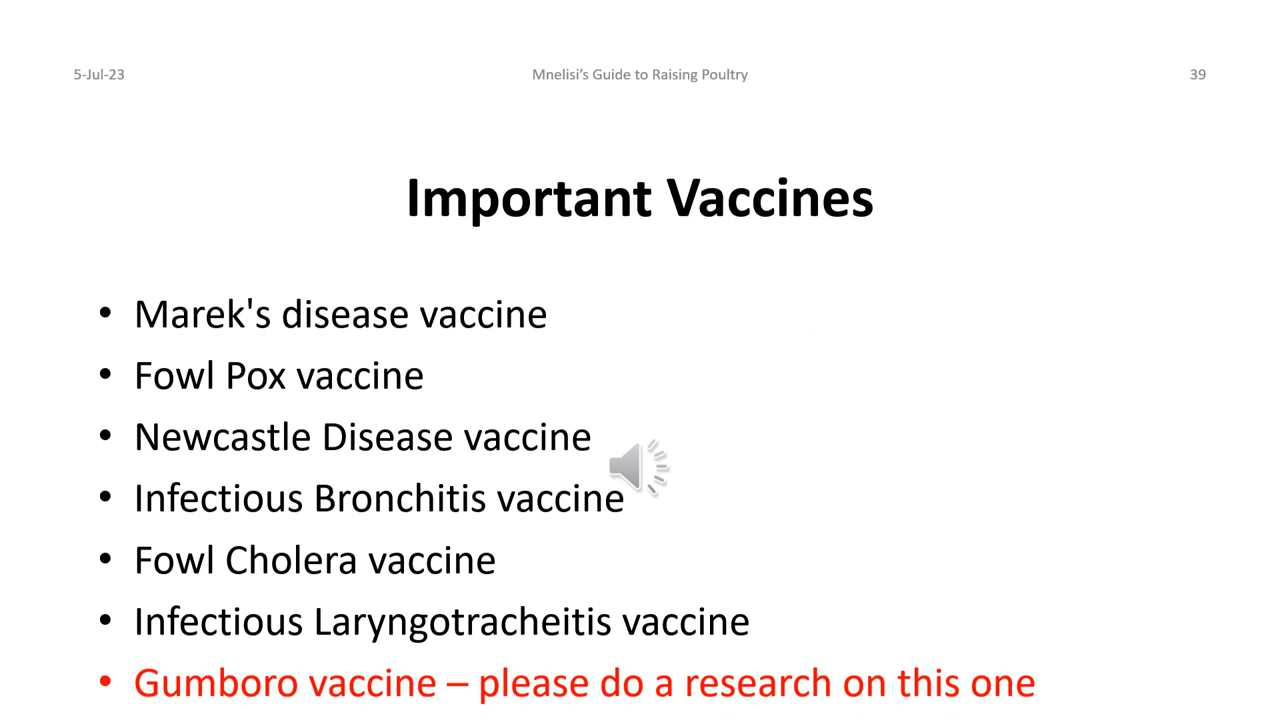 5-Jul-23
Mnelisi’s Guide to Raising Poultry
39
Important Vaccines
• Marek's disease vaccine
• Fowl Pox vaccine
• Newcastle Disease vaccine
• Infectious Bronchitis vaccine
• Fowl Cholera vaccine
• Infectious Laryngotracheitis vaccine
• Gumboro vaccine – please do a research on this one